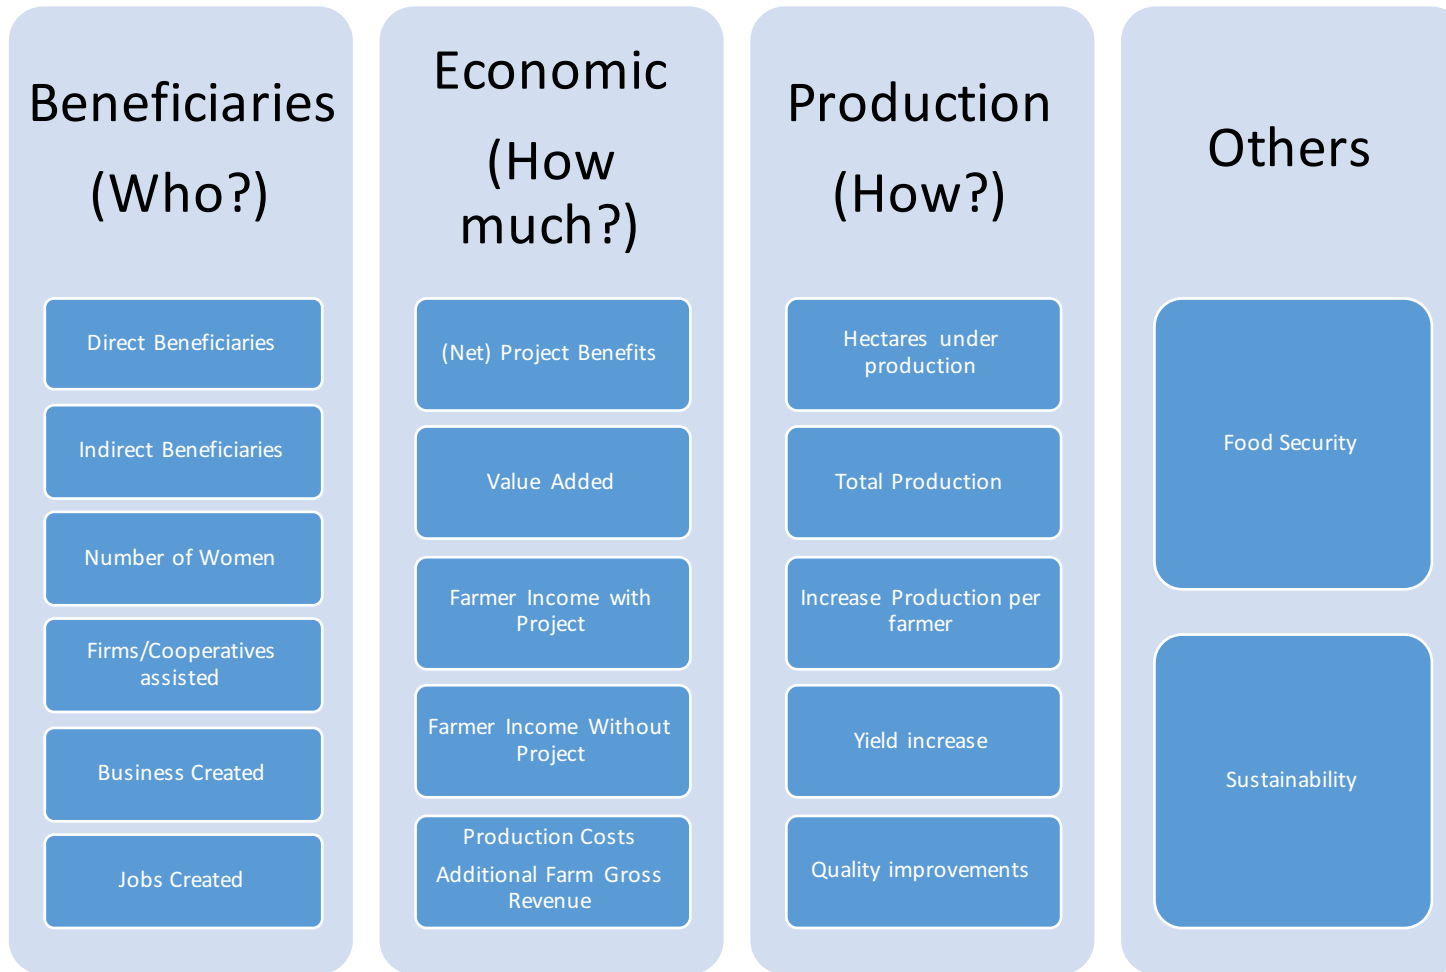 Beneficiaries
(Who?)
Direct Beneficiaries
Indirect Beneficiaries
Number of Women
Firms/Cooperatives
assisted
Business Created
Jobs Created
Economic
(How
much?)
(Net) Project Benefits
Value Added
Farmer Income with
Project
Farmer Income Without
Project
Production Costs
Additional Farm Gross
Revenue
Production
(How?)
Hectares under
production
Total Production
Increase Production per
farmer
Yield increase
Quality improvements
Others
Food Security
Sustainability